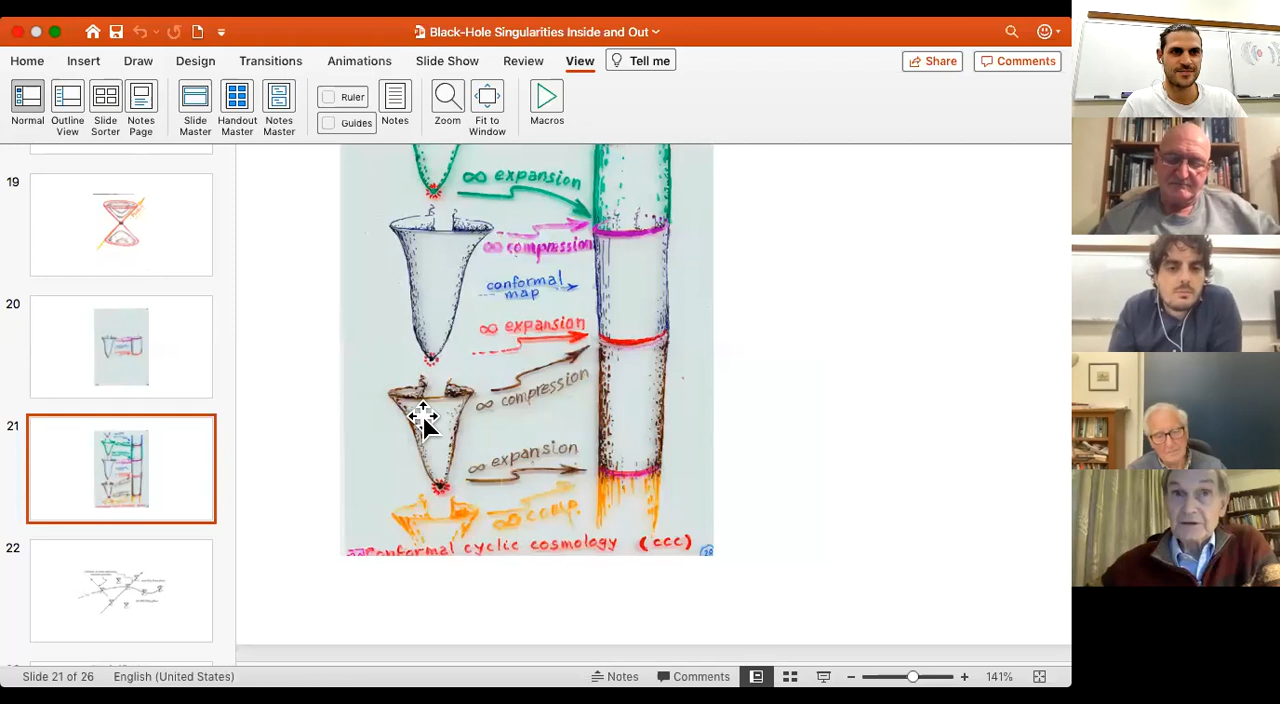 Black-Hole Singularities Inside and Out
Home Insert Draw Design Transitions Animations Slide Show Review View Tell me Share Comments
Normal Outline View Slide Sorter Notes Page Slide Master Handout Master Notes Master Ruler Guides Notes Zoom Fit to Window Macros
19
20
21
22
∞ expansion
∞ compression
conformal
map
∞ expansion
∞ compression
∞ expansion
∞ comp.
Conformal cyclic cosmology (CCC)
Slide 21 of 26 English (United States) Notes Comments 141%